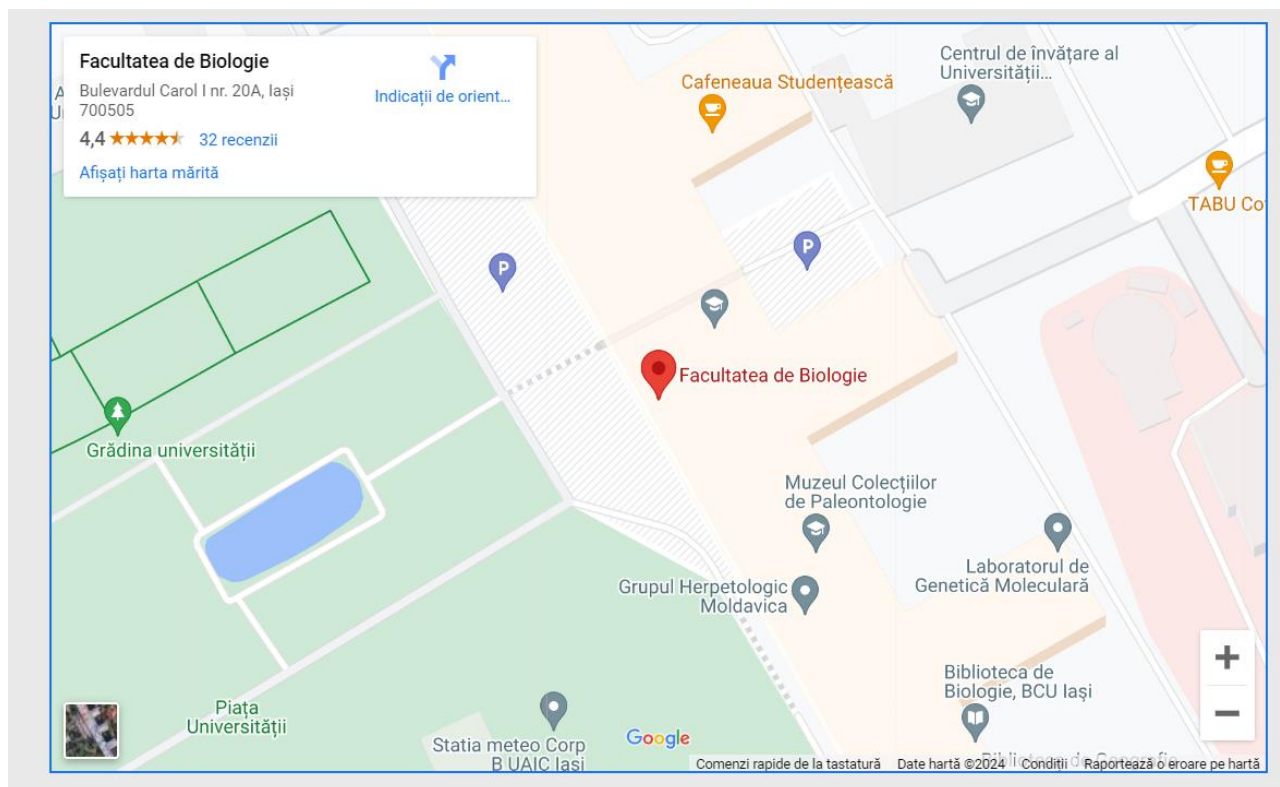 Facultatea de Biologie
Bulevardul Carol I nr. 20A, Iași
700505
4,4
32 recenzii
Afișați harta mărită
Indicații de orient...
Cafeneaua Studențească
Centrul de învățare al
Universității...
TABU Co
P
P
Facultatea de Biologie
Grădina universității
Muzeul Colecțiilor
de Paleontologie
Grupul Herpetologic
Moldavica
Laboratorul de
Genetică Moleculară
Biblioteca de
Biologie, BCU Iași
Piața
Universității
Statia meteo Corp
B UAIC Iasi
Google
Comenzi rapide de la tastatură
Date hartă ©2024
Condiții
Raportează o eroare pe hartă